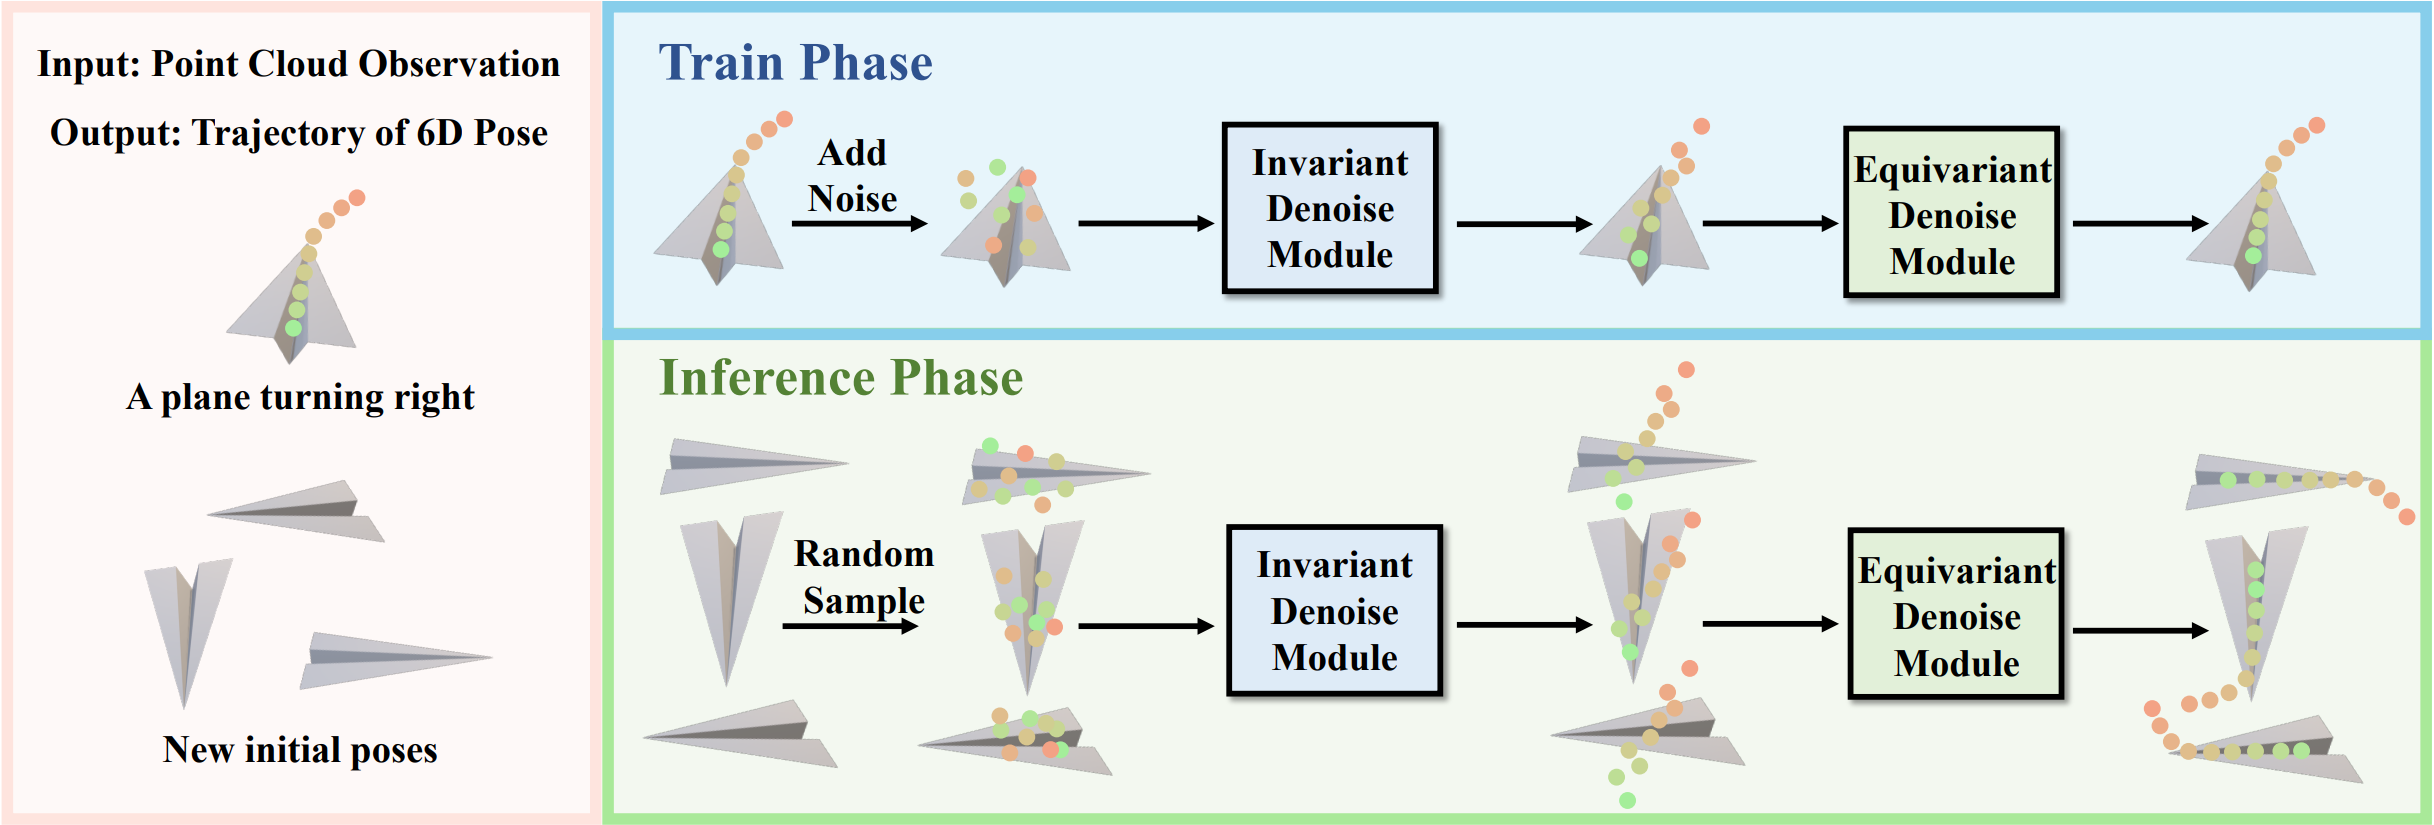 Input: Point Cloud Observation
Output: Trajectory of 6D Pose
A plane turning right
New initial poses
Train Phase
Add
Noise
Invariant
Denoise
Module
Equivariant
Denoise
Module
Inference Phase
Random
Sample
Invariant
Denoise
Module
Equivariant
Denoise
Module